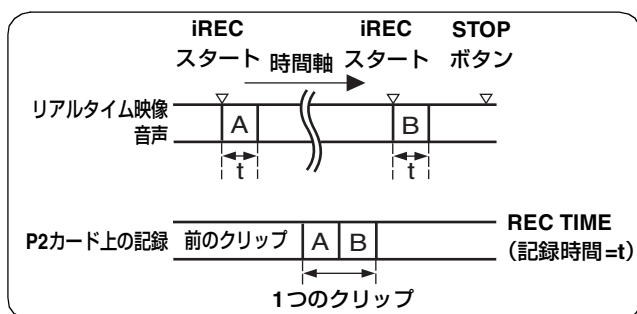 iREC iREC STOP
スタート 時間軸 スタート ボタン
リアルタイム映像
音声
A B
t t
P2カード上の記録 前のクリップ A B REC TIME
（記録時間=t）
1つのクリップ